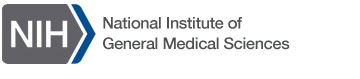 NIH
National Institute of
General Medical Sciences